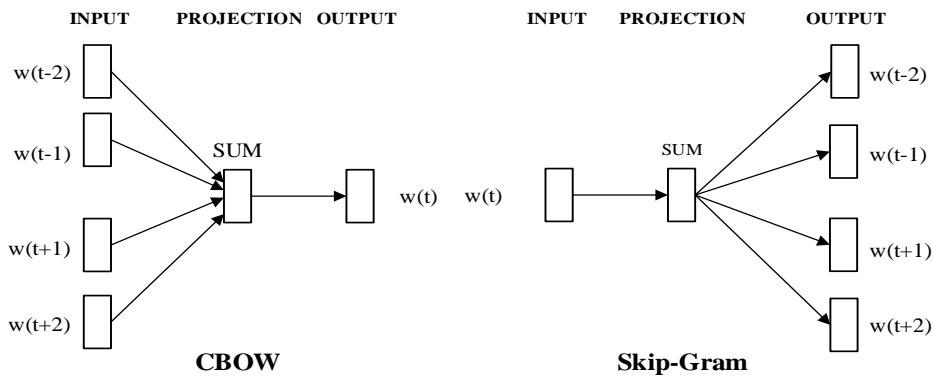 INPUT PROJECTION OUTPUT
w(t-2)
w(t-1)
SUM
w(t)
w(t+1)
w(t+2)
CBOW
INPUT PROJECTION OUTPUT
w(t-2)
w(t-1)
SUM
w(t)
w(t+1)
w(t+2)
Skip-Gram